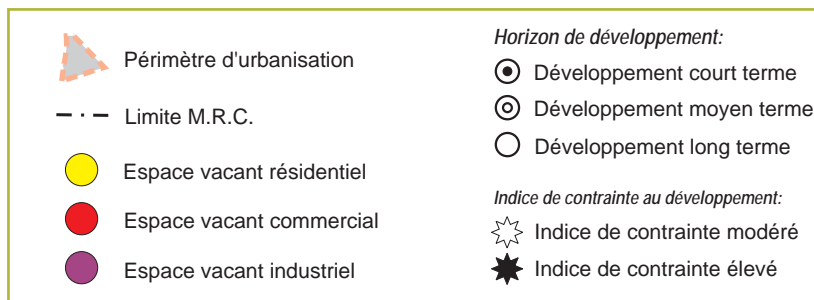 Périmètre d'urbanisation
Limite M.R.C.
Espace vacant résidentiel
Espace vacant commercial
Espace vacant industriel
Horizon de développement:
Développement court terme
Développement moyen terme
Développement long terme
Indice de contrainte au développement:
Indice de contrainte modéré
Indice de contrainte élevé